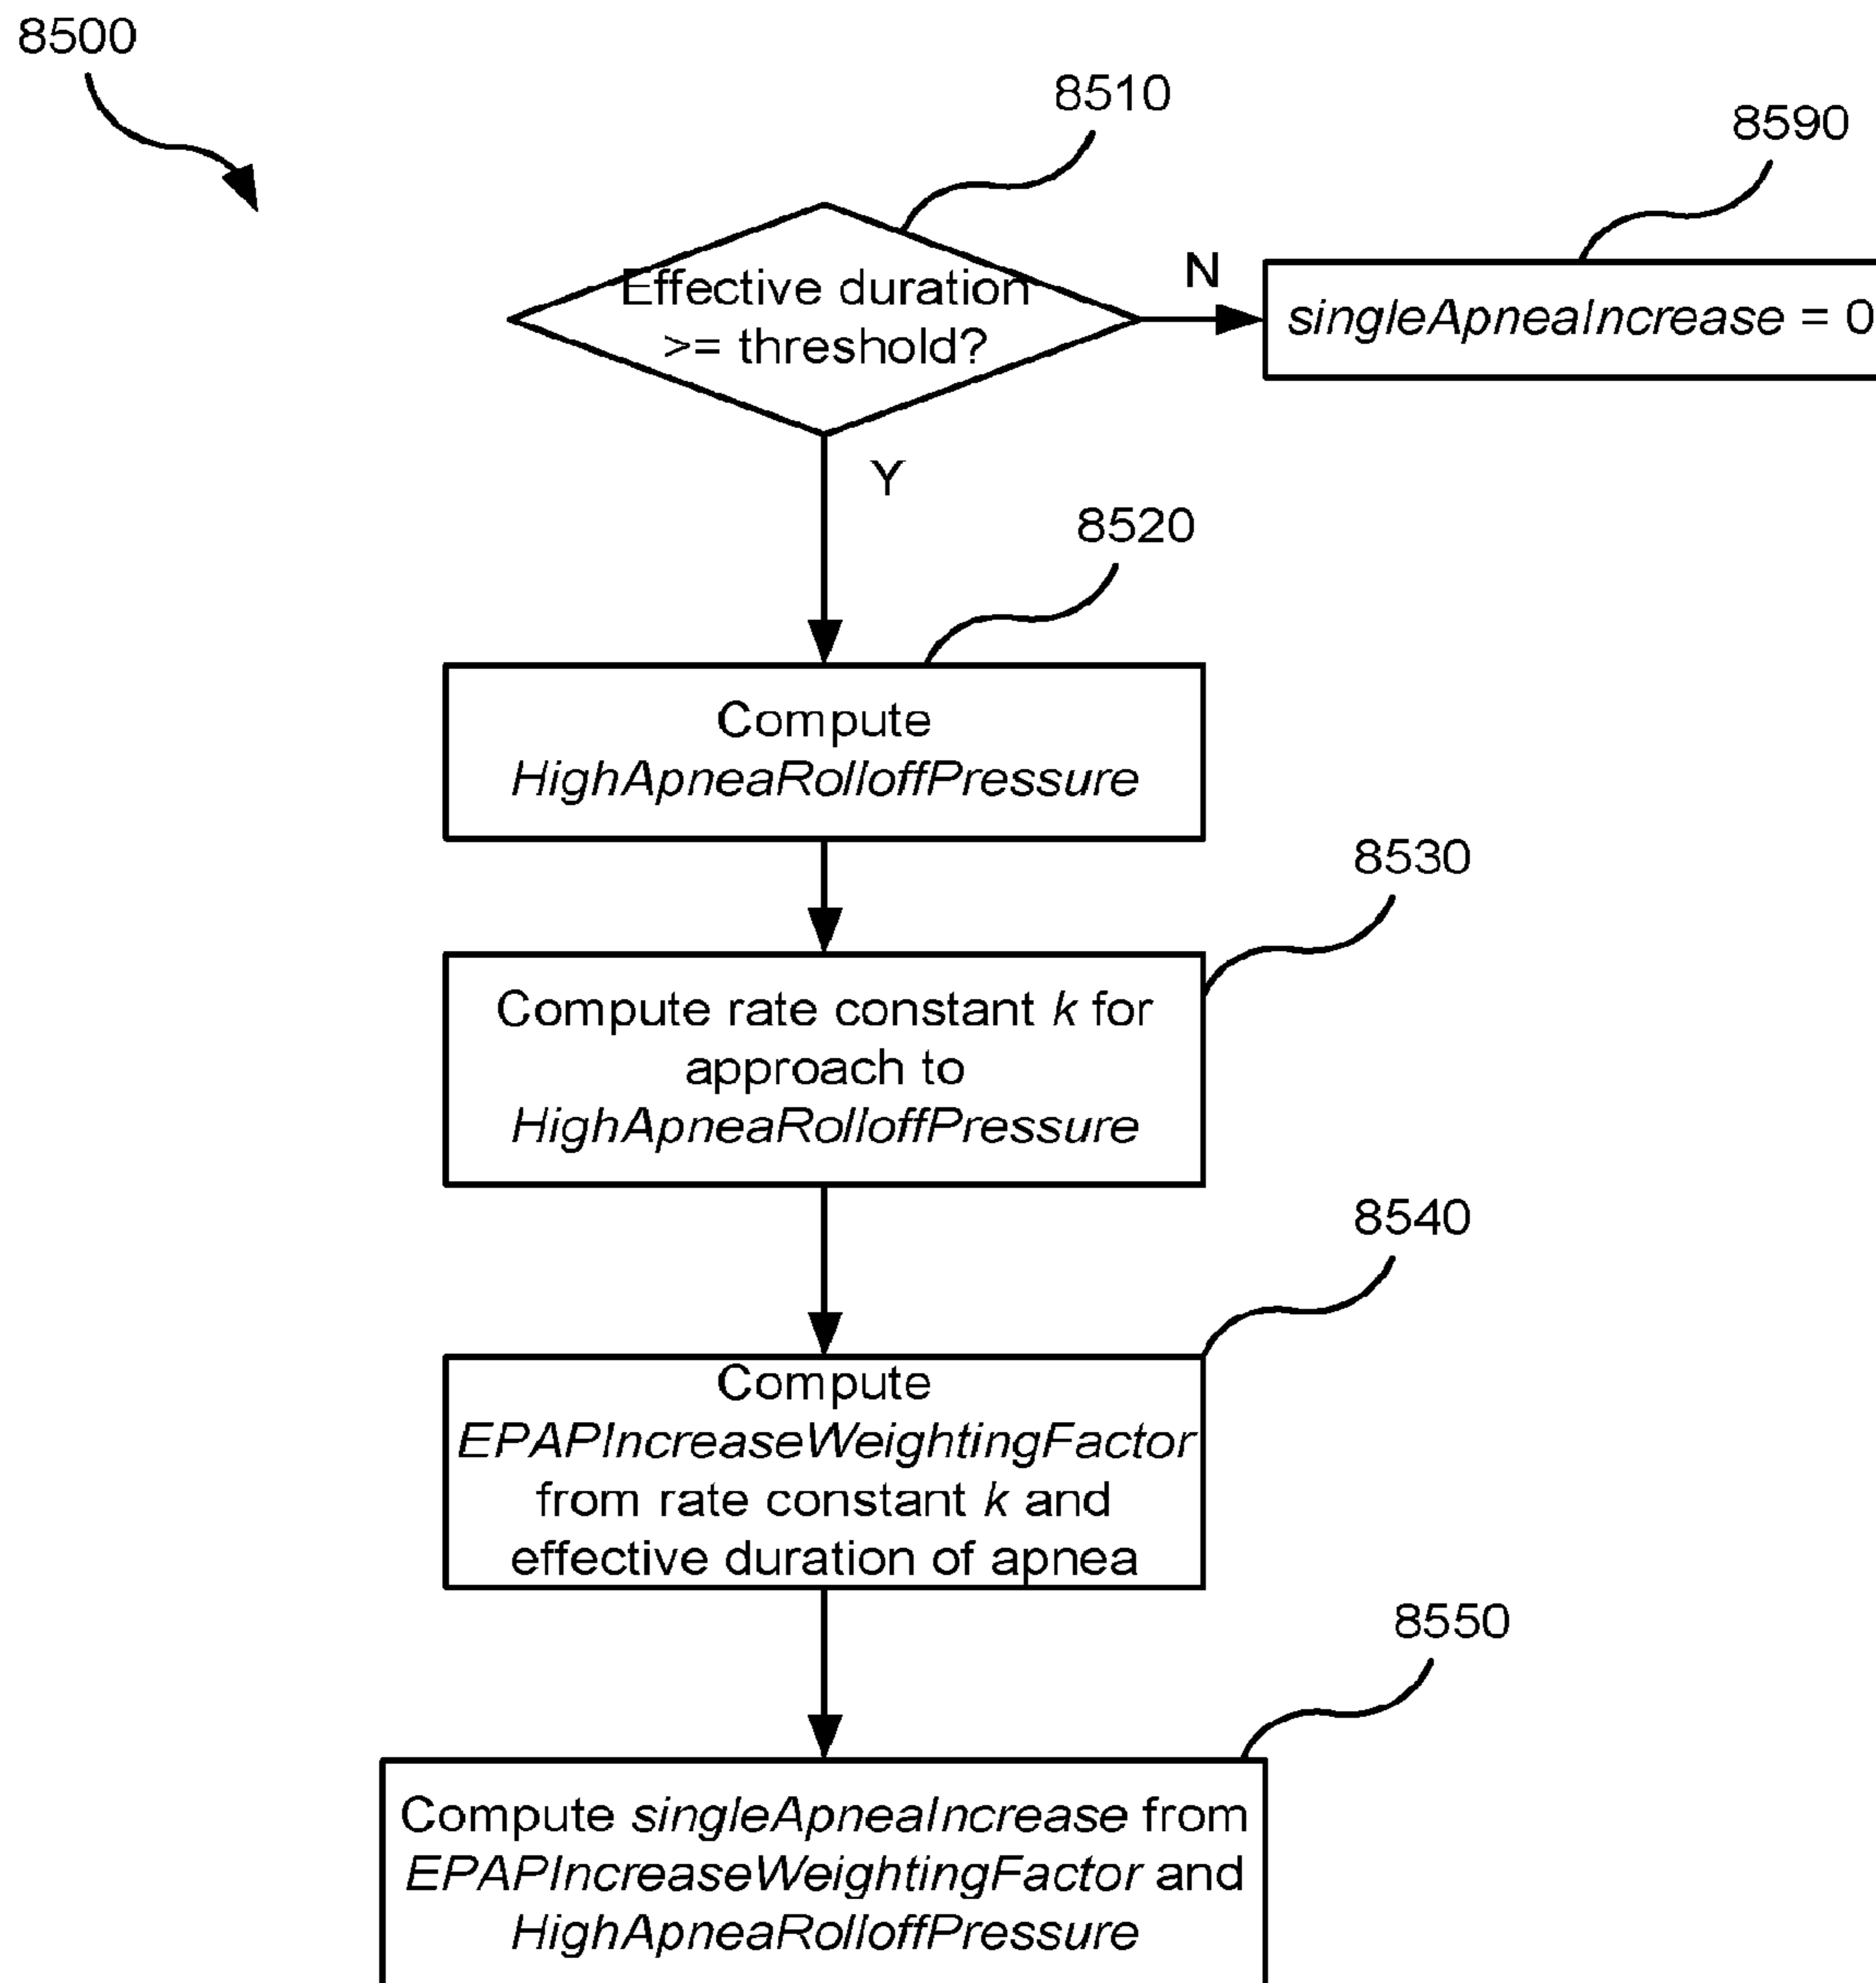 8500
8510
8590
Effective duration
>= threshold?
N
singleApneaIncrease = 0
Y
8520
Compute
HighApneaRolloffPressure
8530
Compute rate constant k for
approach to
HighApneaRolloffPressure
8540
Compute
EPAPIncreaseWeightingFactor
from rate constant k and
effective duration of apnea
8550
Compute singleApneaIncrease from
EPAPIncreaseWeightingFactor and
HighApneaRolloffPressure